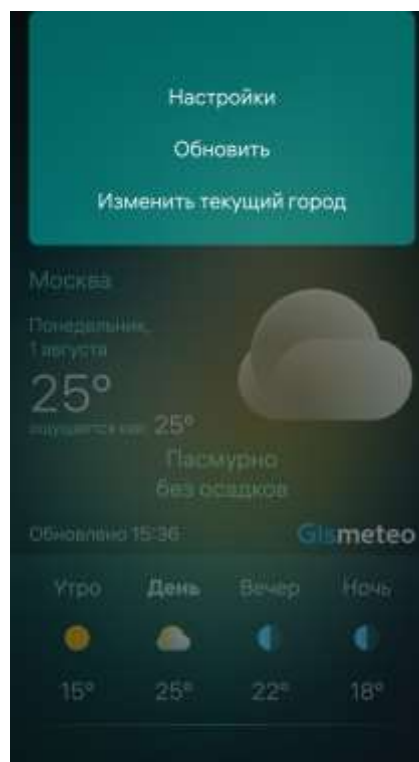 Настройки
Обновить
Изменить текущий город
Москва
Понедельник,
1 августа
25°
ощущается как 25°
Пасмурно
без осадков
Обновлено 15:36
Gismeteo
Утро День Вечер Ночь
15° 25° 22° 18°